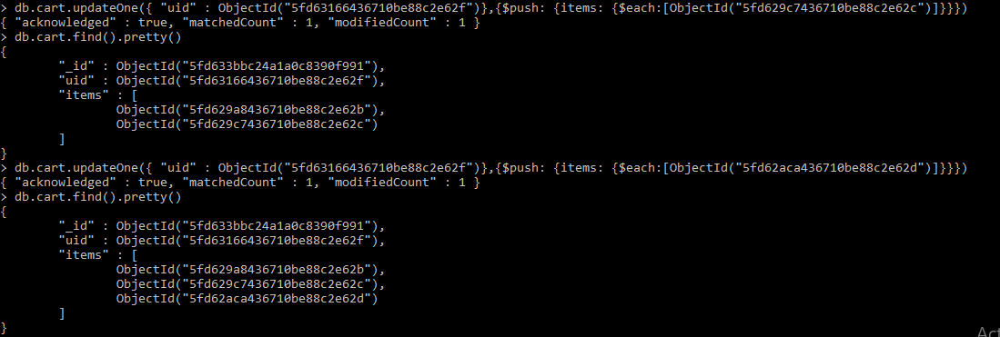 > db.cart.updateOne({ "uid" : ObjectId("5fd63166436710be88c2e62f")},{$push: {items: {$each:[ObjectId("5fd629c7436710be88c2e62c")]}}})
{ "acknowledged" : true, "matchedCount" : 1, "modifiedCount" : 1 }
> db.cart.find().pretty()
{
        "_id" : ObjectId("5fd633bbc24a1a0c8390f991"),
        "uid" : ObjectId("5fd63166436710be88c2e62f"),
        "items" : [
                ObjectId("5fd629a8436710be88c2e62b"),
                ObjectId("5fd629c7436710be88c2e62c")
        ]
}
> db.cart.updateOne({ "uid" : ObjectId("5fd63166436710be88c2e62f")},{$push: {items: {$each:[ObjectId("5fd62aca436710be88c2e62d")]}}})
{ "acknowledged" : true, "matchedCount" : 1, "modifiedCount" : 1 }
> db.cart.find().pretty()
{
        "_id" : ObjectId("5fd633bbc24a1a0c8390f991"),
        "uid" : ObjectId("5fd63166436710be88c2e62f"),
        "items" : [
                ObjectId("5fd629a8436710be88c2e62b"),
                ObjectId("5fd629c7436710be88c2e62c"),
                ObjectId("5fd62aca436710be88c2e62d")
        ]
}